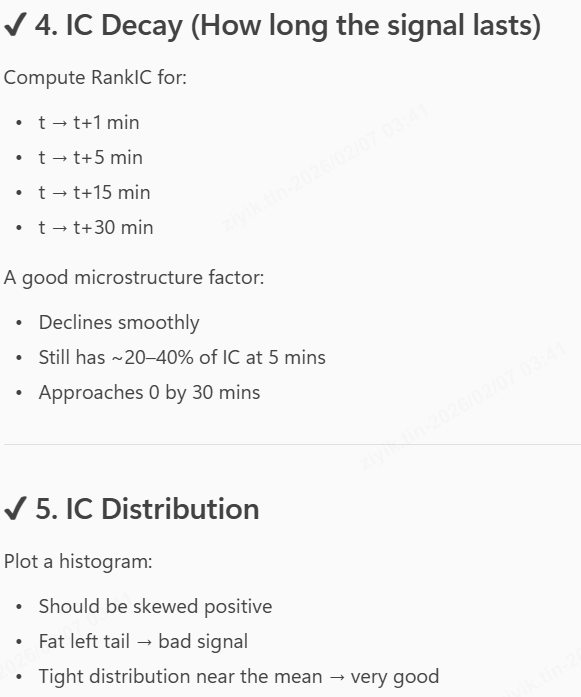 ✓ 4. IC Decay (How long the signal lasts)
Compute RankIC for:
• t → t+1 min
• t → t+5 min
• t → t+15 min
• t → t+30 min
A good microstructure factor:
• Declines smoothly
• Still has ~20–40% of IC at 5 mins
• Approaches 0 by 30 mins
✓ 5. IC Distribution
Plot a histogram:
• Should be skewed positive
• Fat left tail → bad signal
• Tight distribution near the mean → very good